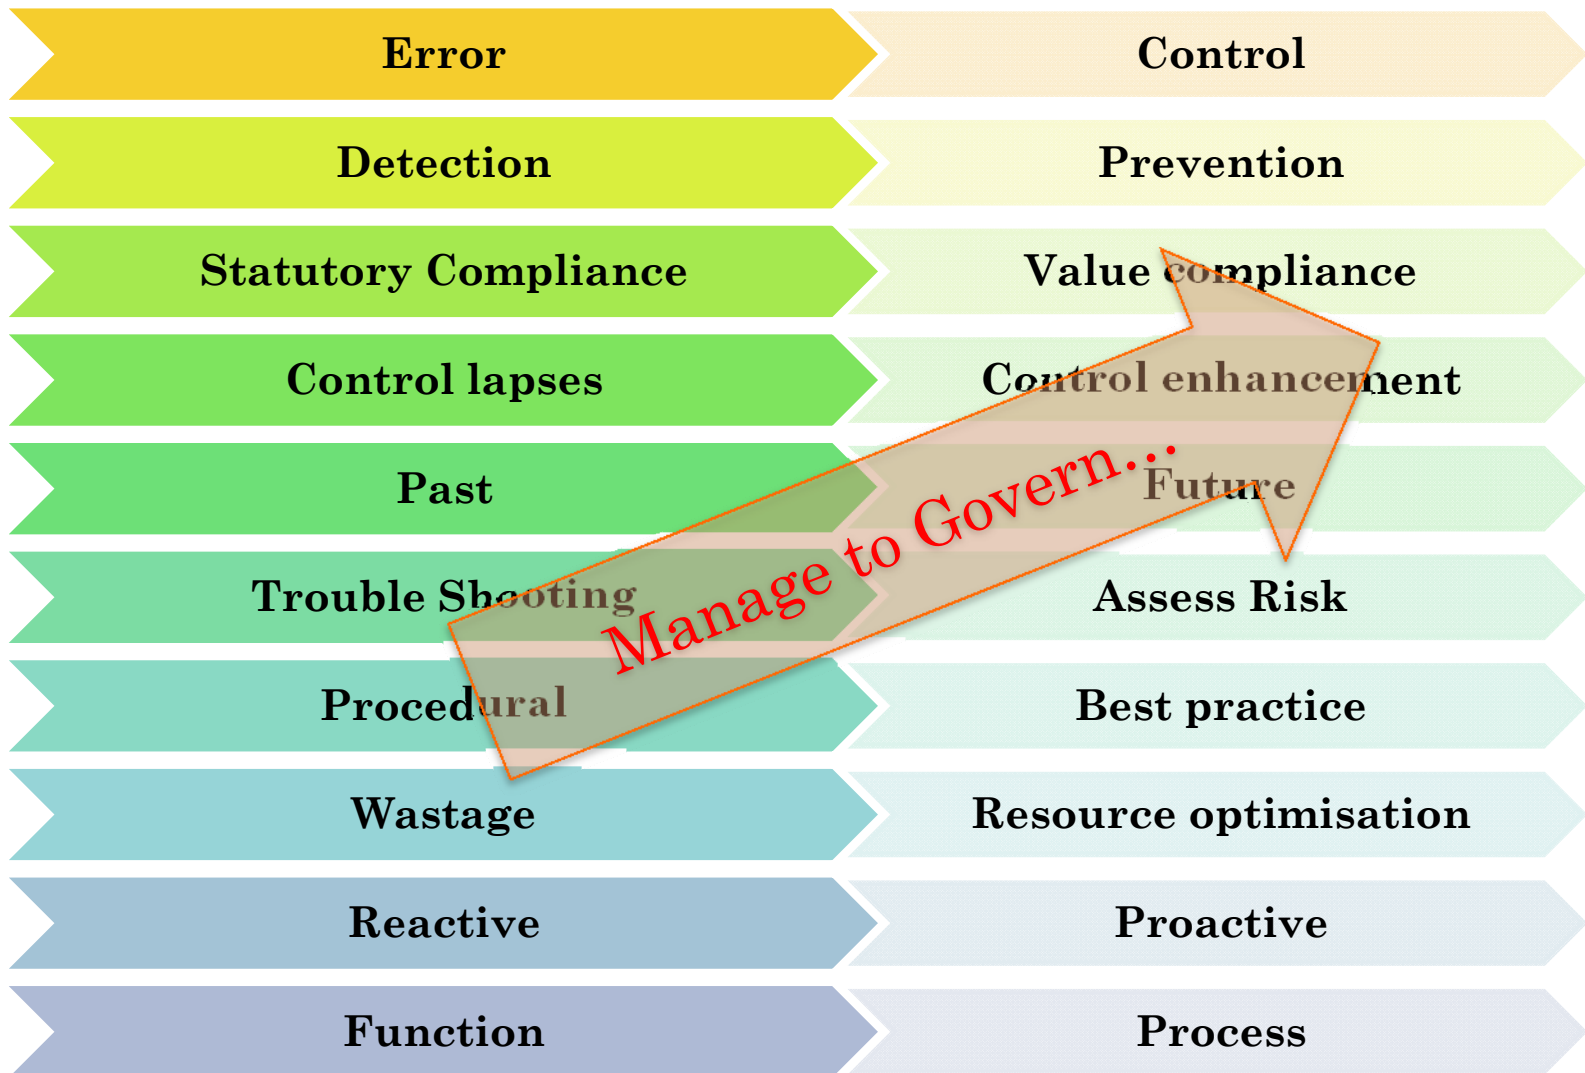 Error
Control
Detection
Prevention
Statutory Compliance
Value compliance
Control lapses
Control enhancement
Past
Future
Manage to Govern...
Trouble Shooting
Assess Risk
Procedural
Best practice
Wastage
Resource optimisation
Reactive
Proactive
Function
Process